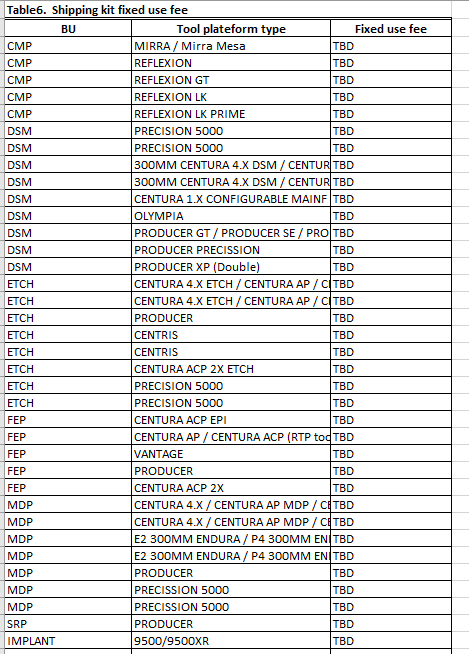 Table6. Shipping kit fixed use fee
BU Tool plateform type Fixed use fee
CMP MIRRA / Mirra Mesa TBD
CMP REFLEXION TBD
CMP REFLEXION GT TBD
CMP REFLEXION LK TBD
CMP REFLEXION LK PRIME TBD
DSM PRECISION 5000 TBD
DSM PRECISION 5000 TBD
DSM 300MM CENTURA 4.X DSM / CENTUR TBD
DSM 300MM CENTURA 4.X DSM / CENTUR TBD
DSM CENTURA 1.X CONFIGURABLE MAINF TBD
DSM OLYMPIA TBD
DSM PRODUCER GT / PRODUCER SE / PRO TBD
DSM PRODUCER PRECISSION TBD
DSM PRODUCER XP (Double) TBD
ETCH CENTURA 4.X ETCH / CENTURA AP / CE TBD
ETCH CENTURA 4.X ETCH / CENTURA AP / CE TBD
ETCH PRODUCER TBD
ETCH CENTRIS TBD
ETCH CENTRIS TBD
ETCH CENTURA ACP 2X ETCH TBD
ETCH PRECISION 5000 TBD
ETCH PRECISION 5000 TBD
FEP CENTURA ACP EPI TBD
FEP CENTURA AP / CENTURA ACP (RTP too TBD
FEP VANTAGE TBD
FEP PRODUCER TBD
FEP CENTURA ACP 2X TBD
MDP CENTURA 4.X / CENTURA AP MDP / CE TBD
MDP CENTURA 4.X / CENTURA AP MDP / CE TBD
MDP E2 300MM ENDURA / P4 300MM EN TBD
MDP E2 300MM ENDURA / P4 300MM EN TBD
MDP PRODUCER TBD
MDP PRECISSION 5000 TBD
MDP PRECISSION 5000 TBD
SRP PRODUCER TBD
IMPLANT 9500/9500XR TBD